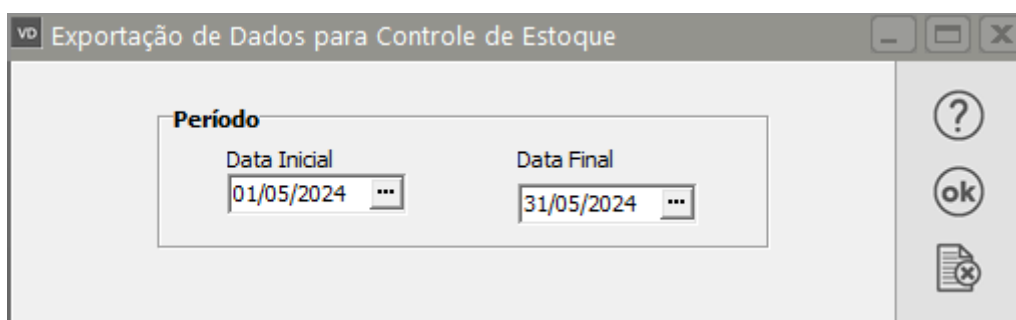 VD Exportação de Dados para Controle de Estoque
Período
Data Inicial Data Final
01/05/2024 ... 31/05/2024 ...
?
ok